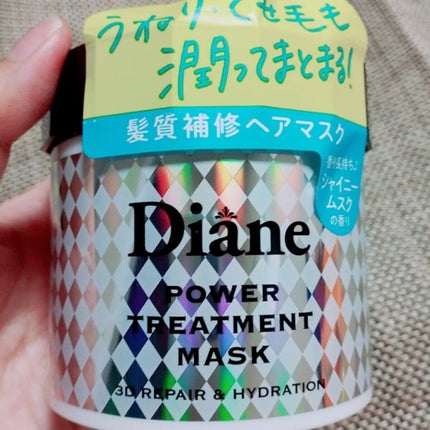 うねり・くせ毛も
潤ってまとまる!
髪質補修ヘアマスク
香り長持ち♪
シャイニー
ムスク
の香り
Diane
POWER
TREATMENT
MASK
3D REPAIR & HYDRATION